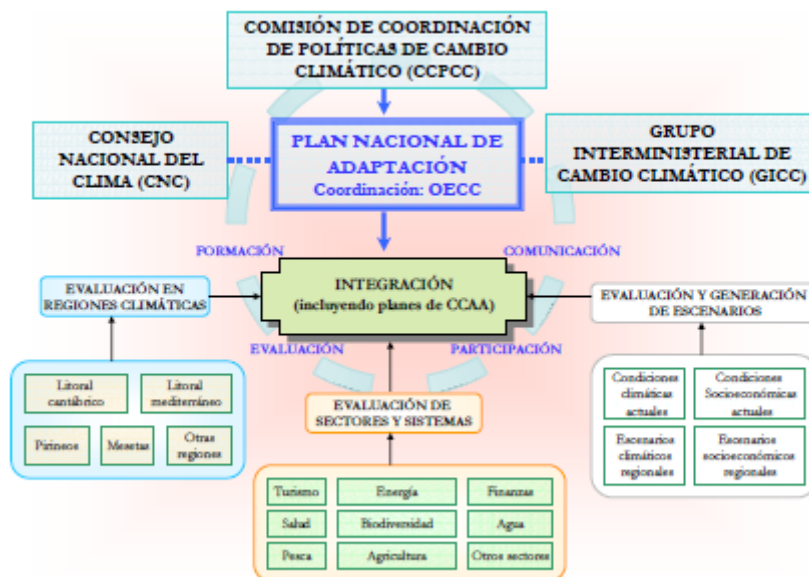 COMISIÓN DE COORDINACIÓN
DE POLÍTICAS DE CAMBIO
CLIMÁTICO (CCPCC)
CONSEJO
NACIONAL DEL
CLIMA (CNC)
PLAN NACIONAL DE
ADAPTACIÓN
Coordinación: OECC
GRUPO
INTERMINISTERIAL DE
CAMBIO CLIMÁTICO (GICC)
FORMACIÓN
COMUNICACIÓN
INTEGRACIÓN
(incluyendo planes de CCAA)
EVALUACIÓN
PARTICIPACIÓN
EVALUACIÓN EN
REGIONES CLIMÁTICAS
Litoral
cantábrico
Litoral
mediterráneo
Pirineos
Mesetas
Otras
regiones
EVALUACIÓN DE
SECTORES Y SISTEMAS
Turismo
Energía
Finanzas
Salud
Biodiversidad
Agua
Pesca
Agricultura
Otros sectores
EVALUACIÓN Y GENERACIÓN
DE ESCENARIOS
Condiciones
climáticas
actuales
Condiciones
Socioeconómicas
actuales
Escenarios
climáticos
regionales
Escenarios
socioeconómicos
regionales